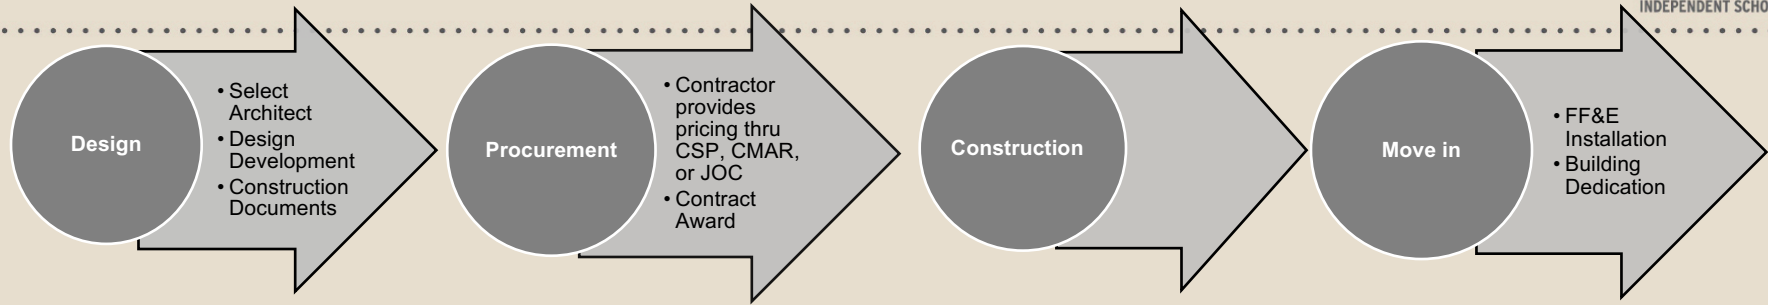 INDEPENDENT SCHO
Design
• Select
Architect
• Design
Development
• Construction
Documents
Procurement
• Contractor
provides
pricing thru
CSP, CMAR,
or JOC
• Contract
Award
Construction
Move in
• FF&E
Installation
• Building
Dedication